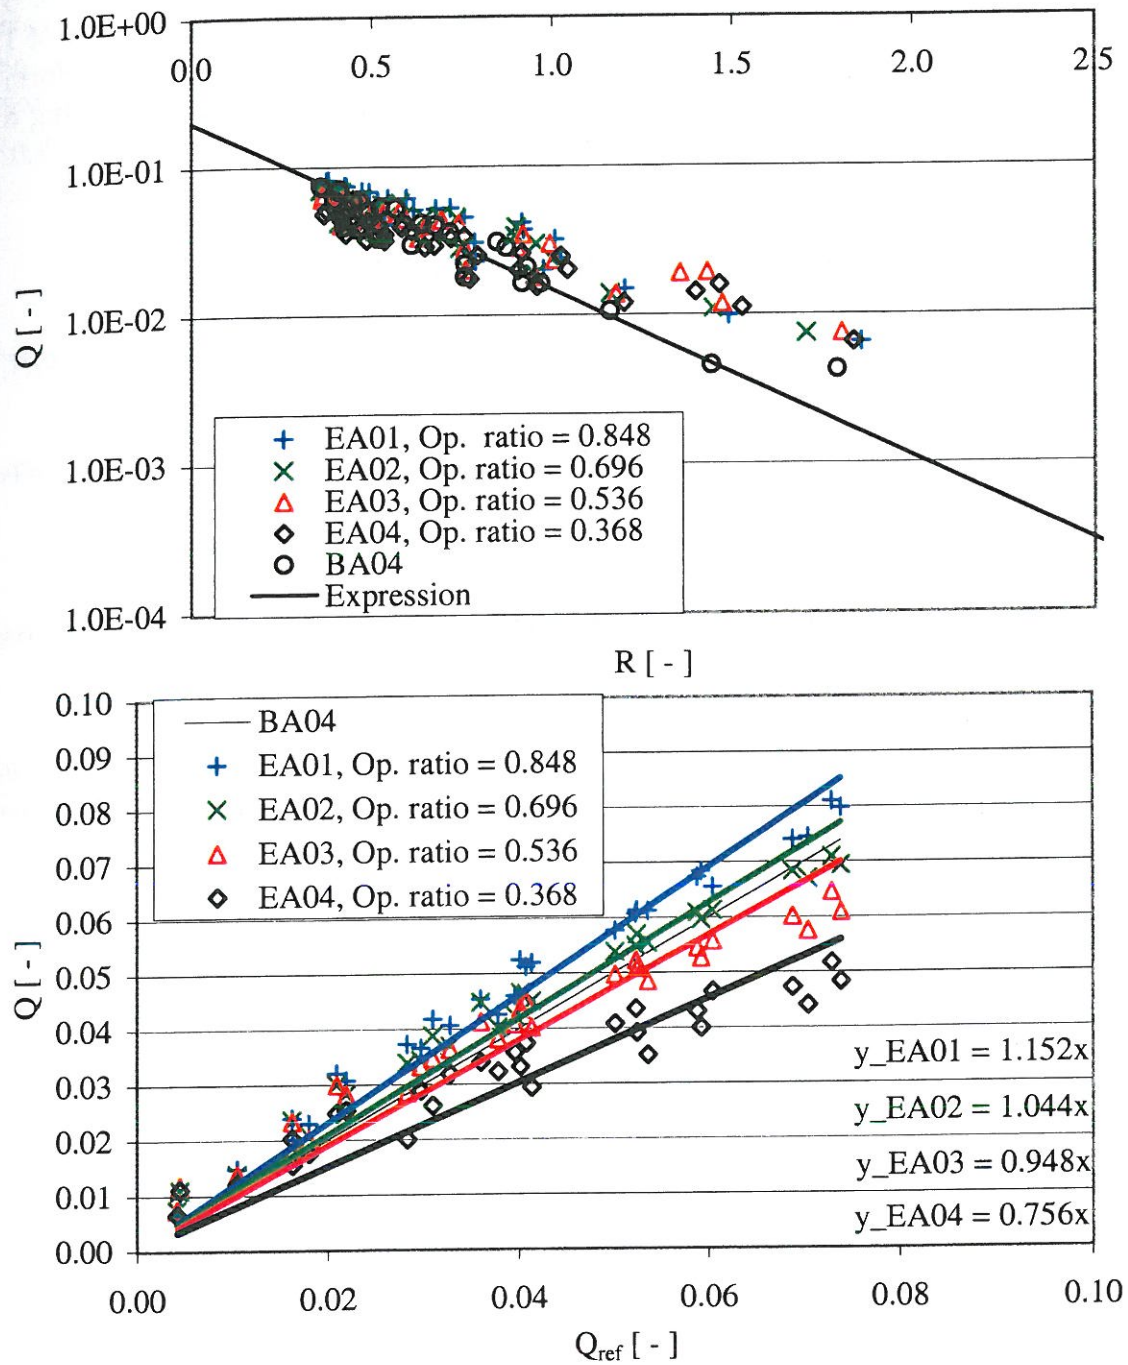 1.0E+00
0.0 0.5 1.0 1.5 2.0 2.5
1.0E-01
1.0E-02
1.0E-03
1.0E-04
Q [ - ]
EA01, Op. ratio = 0.848
EA02, Op. ratio = 0.696
EA03, Op. ratio = 0.536
EA04, Op. ratio = 0.368
BA04
Expression
R [ - ]
0.10
0.09
0.08
0.07
0.06
0.05
0.04
0.03
0.02
0.01
0.00
Q [ - ]
BA04
EA01, Op. ratio = 0.848
EA02, Op. ratio = 0.696
EA03, Op. ratio = 0.536
EA04, Op. ratio = 0.368
y_EA01 = 1.152x
y_EA02 = 1.044x
y_EA03 = 0.948x
y_EA04 = 0.756x
0.00 0.02 0.04 0.06 0.08 0.10
Qref [ - ]